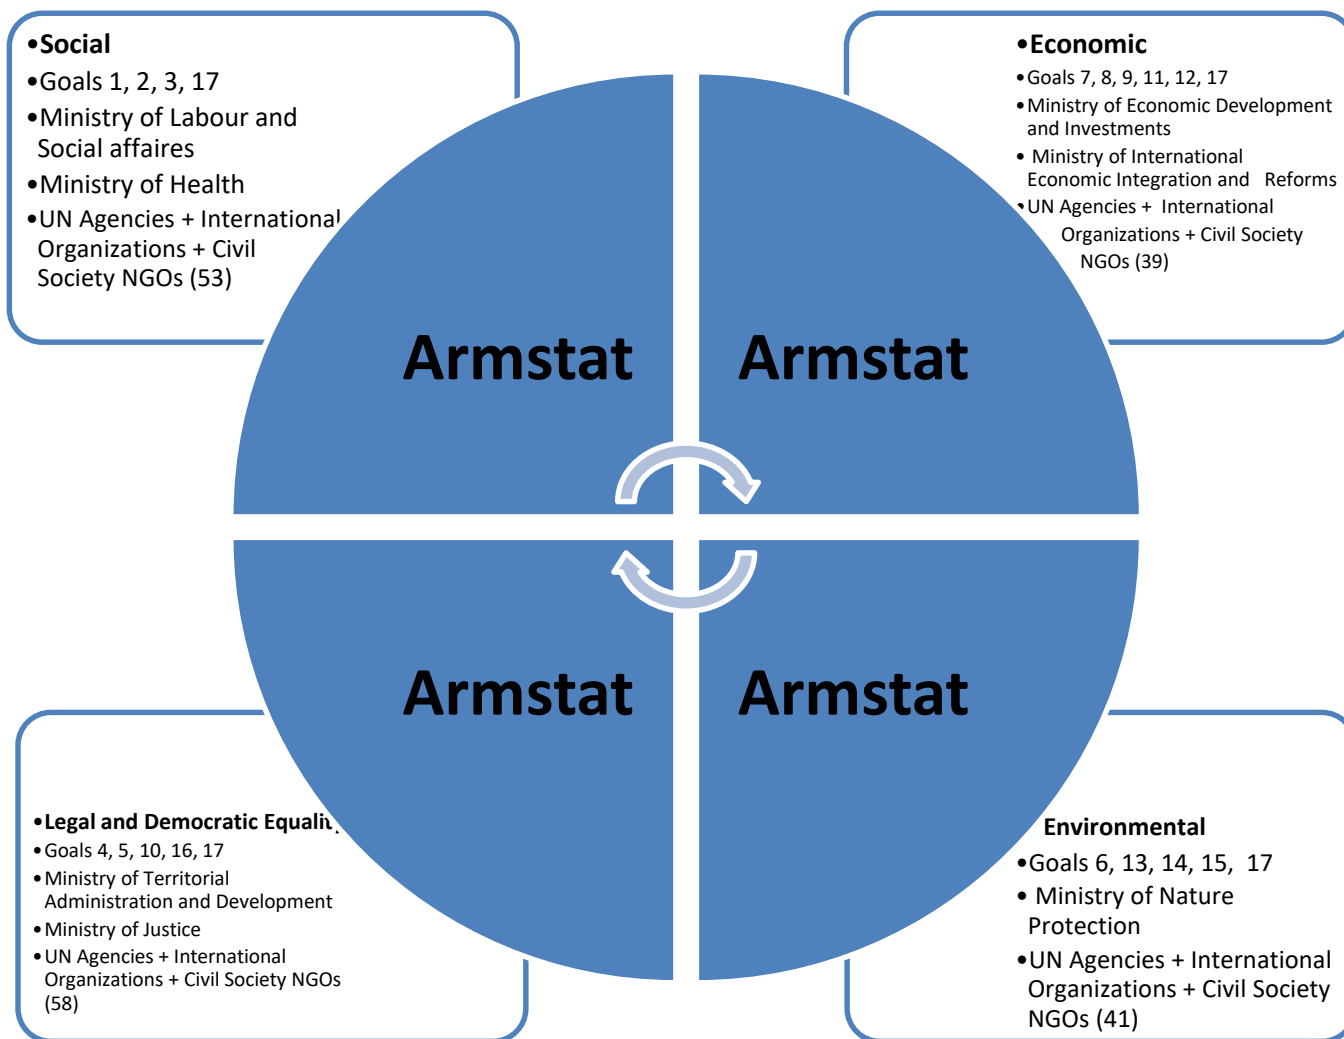 •Social
•Goals 1, 2, 3, 17
•Ministry of Labour and
Social affaires
•Ministry of Health
•UN Agencies + International
Organizations + Civil
Society NGOs (53)
•Economic
•Goals 7, 8, 9, 11, 12, 17
•Ministry of Economic Development
and Investments
• Ministry of International
Economic Integration and Reforms
•UN Agencies + International
Organizations + Civil Society
NGOs (39)
Armstat
Armstat
Armstat
Armstat
•Legal and Democratic Equality
•Goals 4, 5, 10, 16, 17
•Ministry of Territorial
Administration and Development
•Ministry of Justice
•UN Agencies + International
Organizations + Civil Society NGOs
(58)
Environmental
•Goals 6, 13, 14, 15, 17
• Ministry of Nature
Protection
•UN Agencies + International
Organizations + Civil Society
NGOs (41)